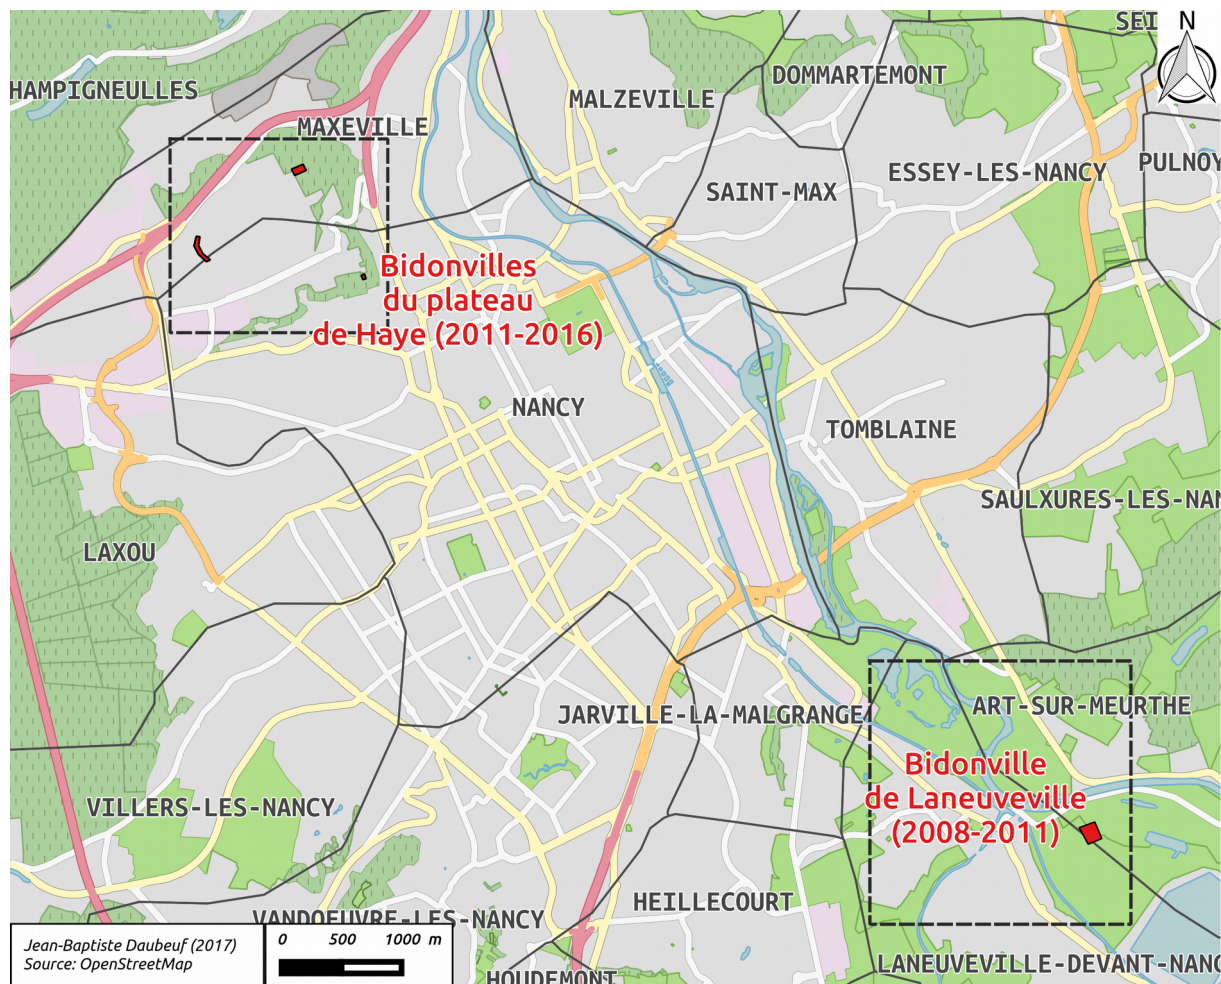 SEI
N
HAMPIGNEULLES
DOMMARTEMONT
MALZEVILLE
MAXEVILLE
ESSEY-LES-NANCY
PULNOY
SAINT-MAX
Bidonvilles
du plateau
de Haye (2011-2016)
NANCY
TOMBLAINE
SAULXURES-LES-NAN
LAXOU
ART-SUR-MEURTHE
JARVILLE-LA-MALGRANGE
Bidonville
de Laneuveville
(2008-2011)
VILLERS-LES-NANCY
HEILLECOURT
VANDOEUVRE-LES-NANCY
Jean-Baptiste Daubeuf (2017)
Source: OpenStreetMap
0 500 1000 m
LANEUVEVILLE-DEVANT-NANC
HOUDEMONT